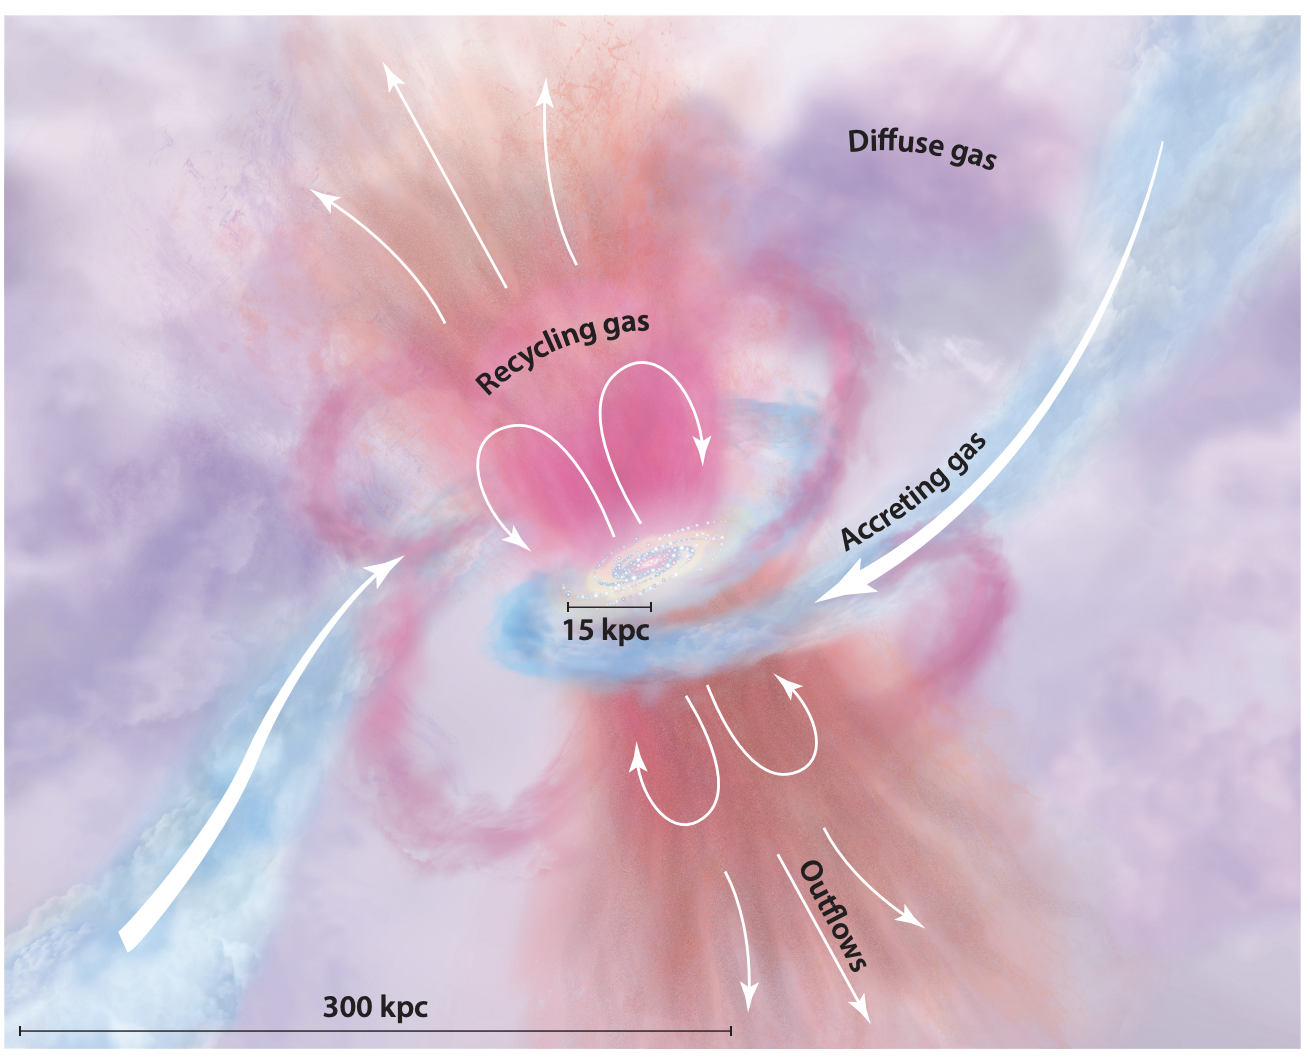 Diffuse gas
Recycling gas
Accreting gas
15 kpc
Outflows
300 kpc